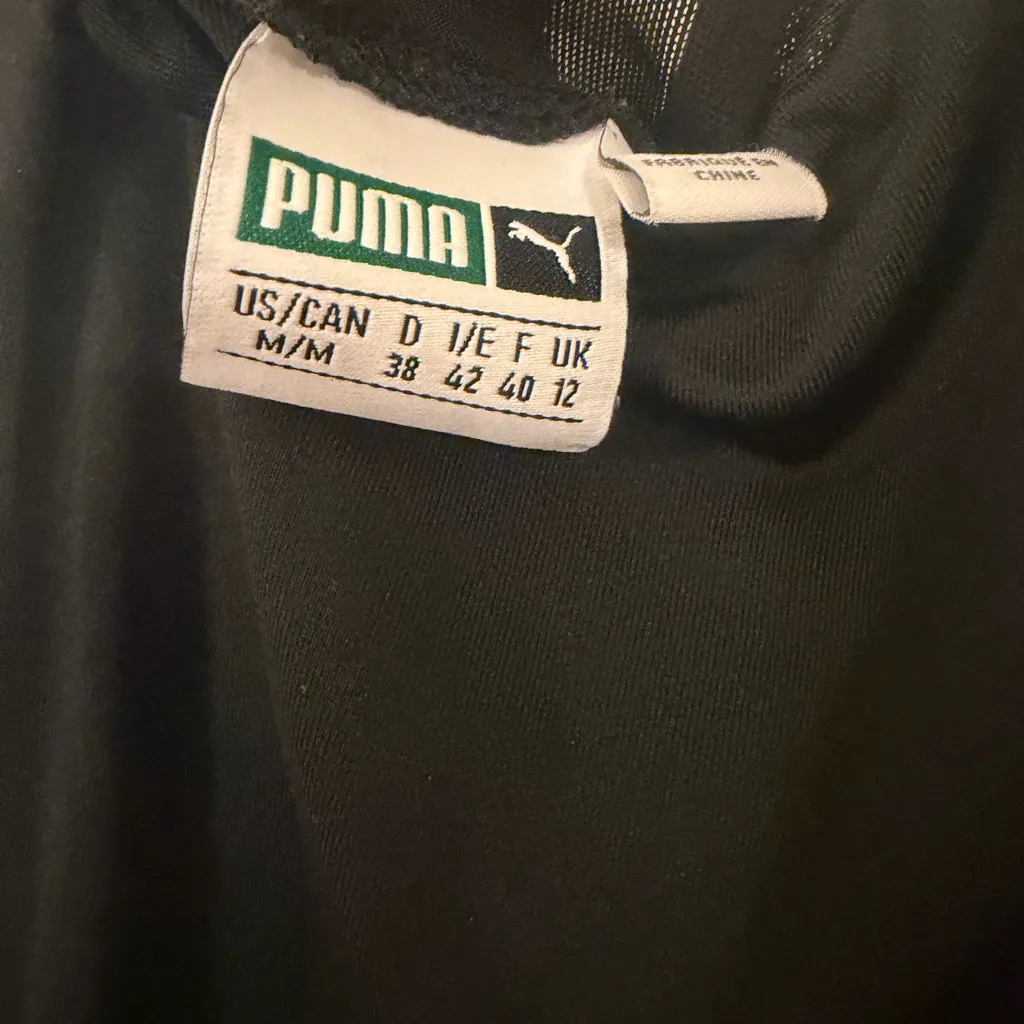 PUMA
US/CAN D I/E F UK
M/M 38 42 40 12
FABRIQUÉ EN
CHINE